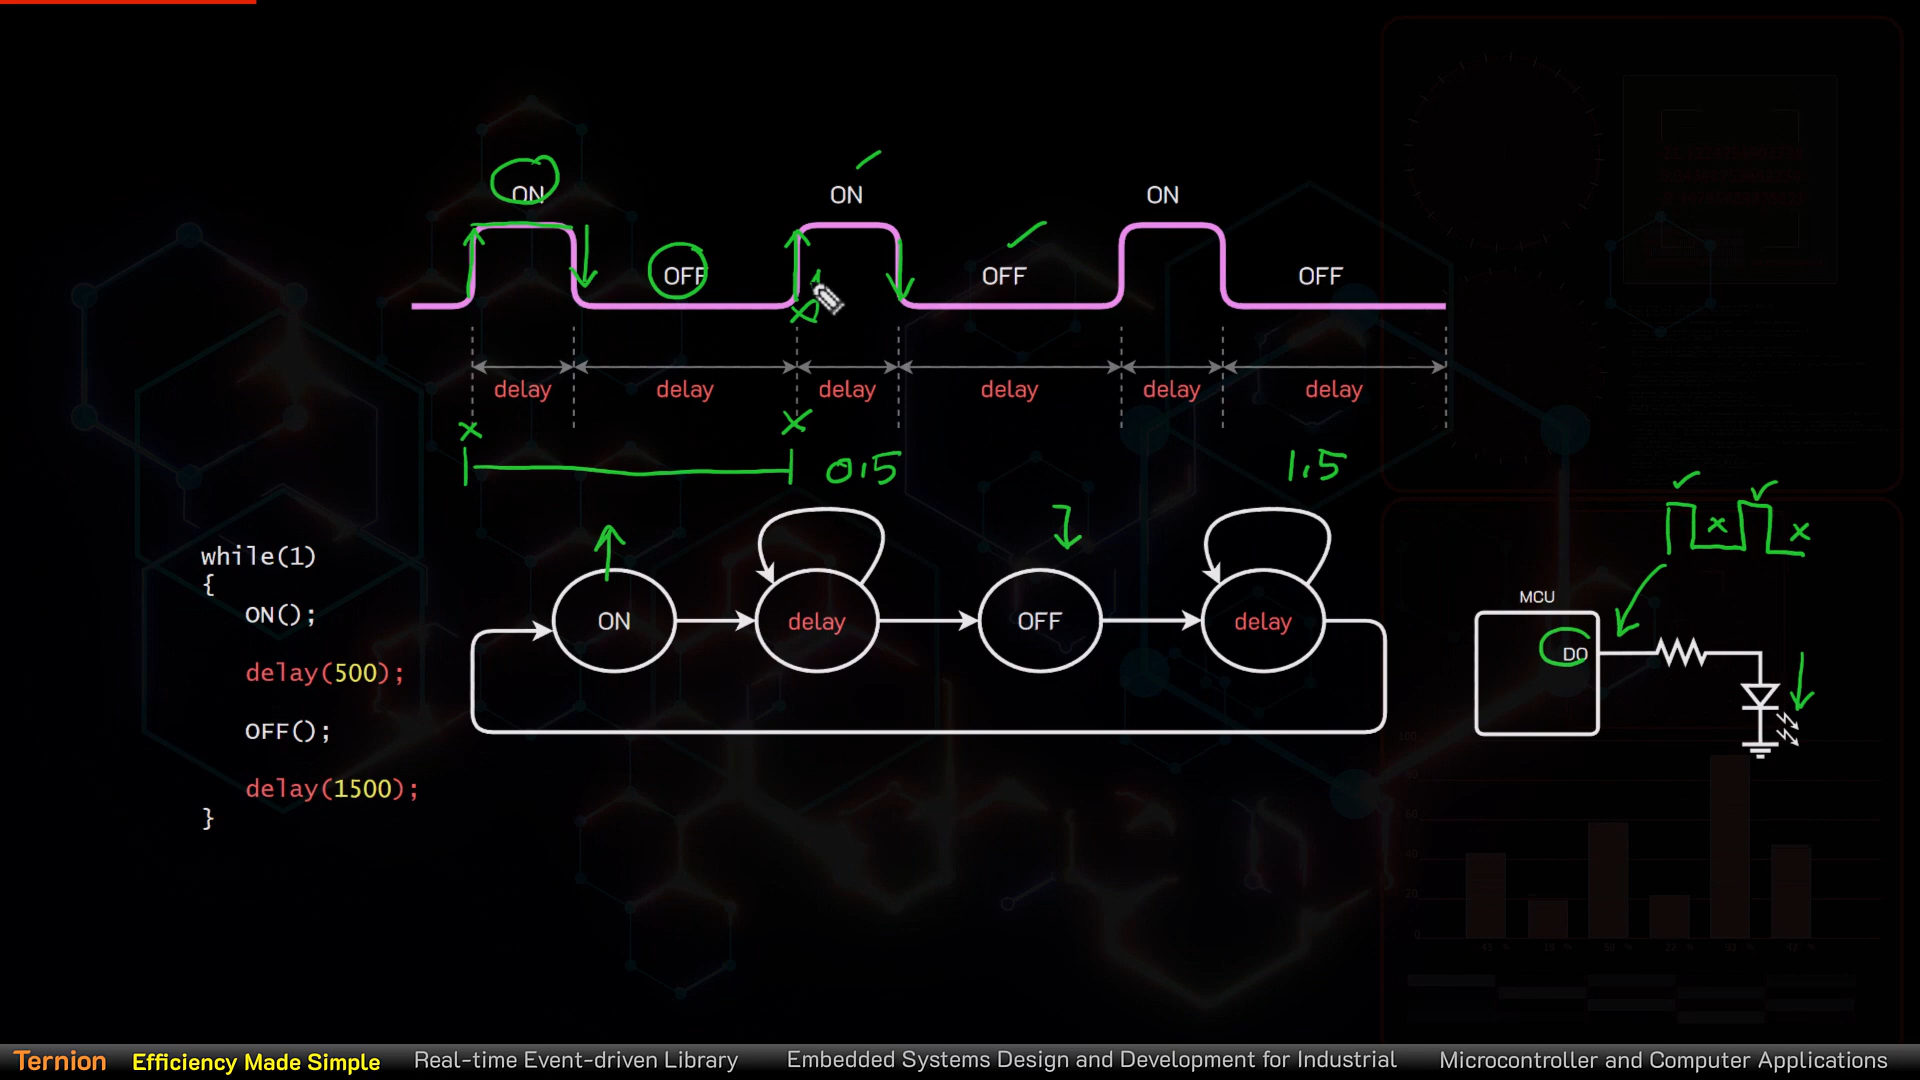 ON ON ON
OFF OFF OFF
delay delay delay delay delay delay
x x
0.5 1.5
x x
while(1)
{
ON();
delay(500);
OFF();
delay(1500);
}
ON delay OFF delay
MCU
DO
Ternion Efficiency Made Simple Real-time Event-driven Library Embedded Systems Design and Development for Industrial Microcontroller and Computer Applications